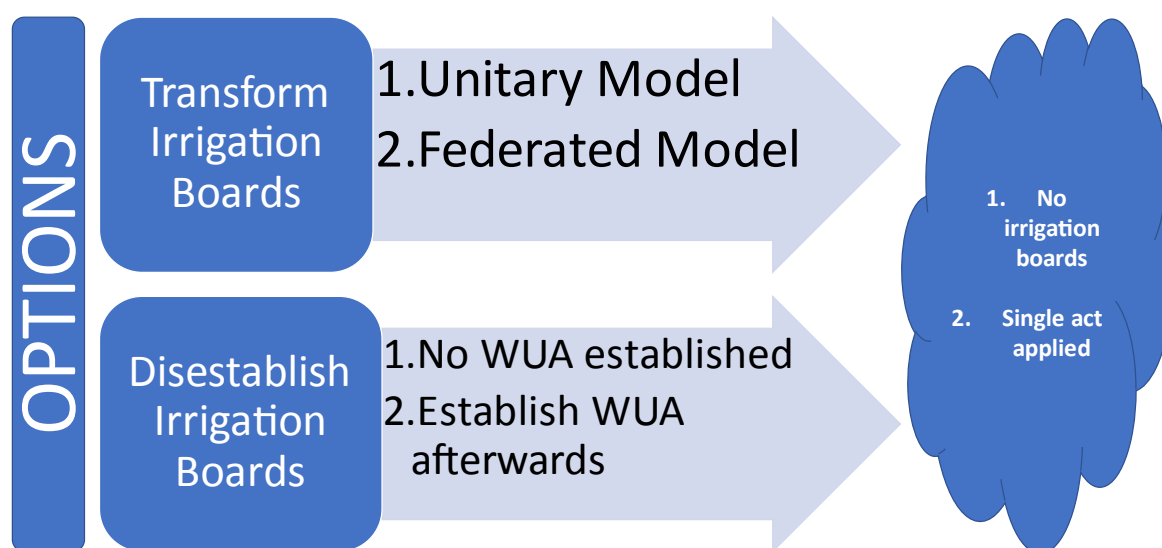 OPTIONS
Transform
Irrigation
Boards
1.Unitary Model
2.Federated Model
Disestablish
Irrigation
Boards
1.No WUA established
2.Establish WUA
afterwards
1. No
irrigation
boards
2. Single act
applied